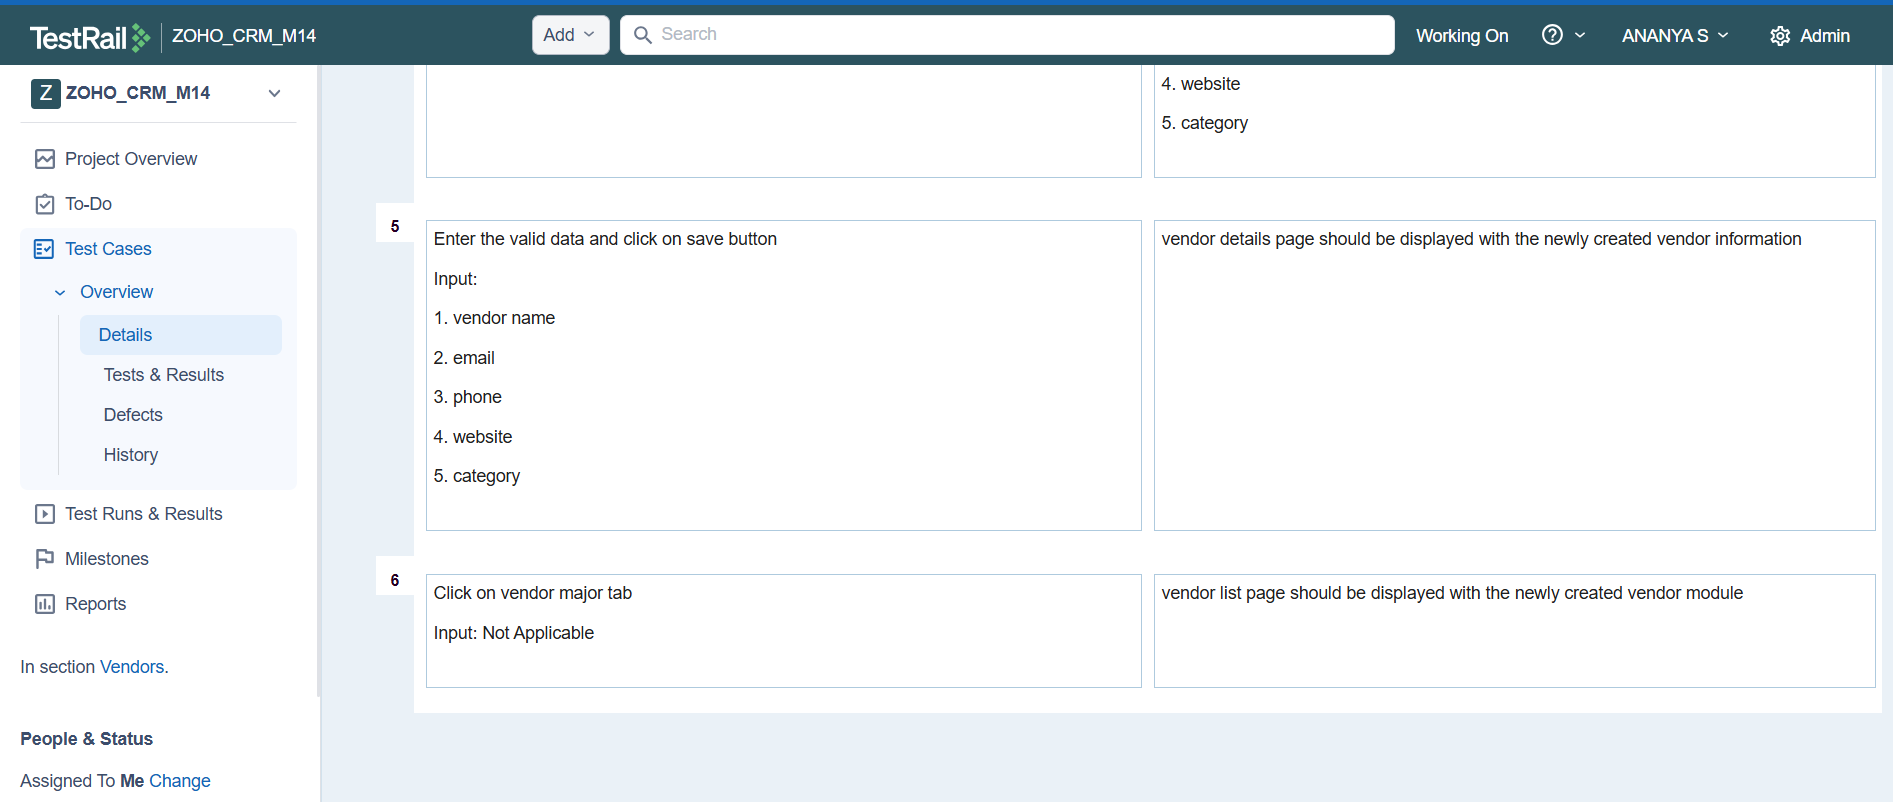 TestRail
ZOHO_CRM_M14
Add
Search
Working On
ANANYA S
Admin
Z ZOHO_CRM_M14
Project Overview
To-Do
Test Cases
Overview
Details
Tests & Results
Defects
History
Test Runs & Results
Milestones
Reports
In section Vendors.
People & Status
Assigned To Me Change
4. website
5. category
5
Enter the valid data and click on save button
Input:
1. vendor name
2. email
3. phone
4. website
5. category
vendor details page should be displayed with the newly created vendor information
6
Click on vendor major tab
Input: Not Applicable
vendor list page should be displayed with the newly created vendor module